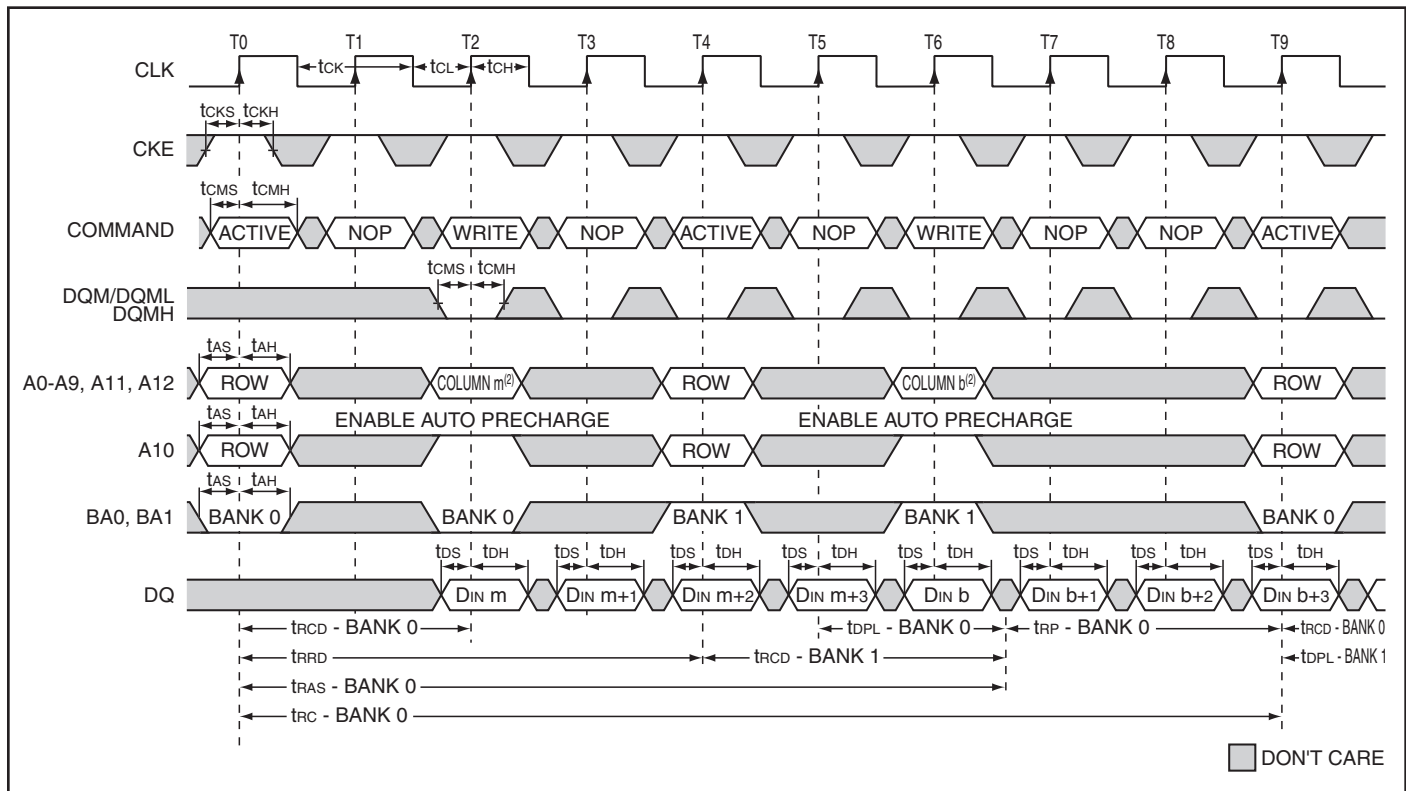 T0 T1 T2 T3 T4 T5 T6 T7 T8 T9
CLK tCK tCL tCH
tCKS tCKH
CKE
tCMS tCMH
COMMAND ACTIVE NOP WRITE NOP ACTIVE NOP WRITE NOP NOP ACTIVE
tCMS tCMH
DQM/DQML
DQMH
tAS tAH
A0-A9, A11, A12 ROW COLUMN m(2) ROW COLUMN b(2) ROW
tAS tAH ENABLE AUTO PRECHARGE ENABLE AUTO PRECHARGE
A10 ROW ROW ROW
tAS tAH
BA0, BA1 BANK 0 BANK 0 BANK 1 BANK 1 BANK 0
tDS tDH tDS tDH tDS tDH tDS tDH tDS tDH tDS tDH tDS tDH tDS tDH
DQ DIN m DIN m+1 DIN m+2 DIN m+3 DIN b DIN b+1 DIN b+2 DIN b+3
tRCD - BANK 0 tDPL - BANK 0 tRP - BANK 0 tRCD - BANK 0
tRRD tRCD - BANK 1 tDPL - BANK 1
tRAS - BANK 0
tRC - BANK 0
DON'T CARE